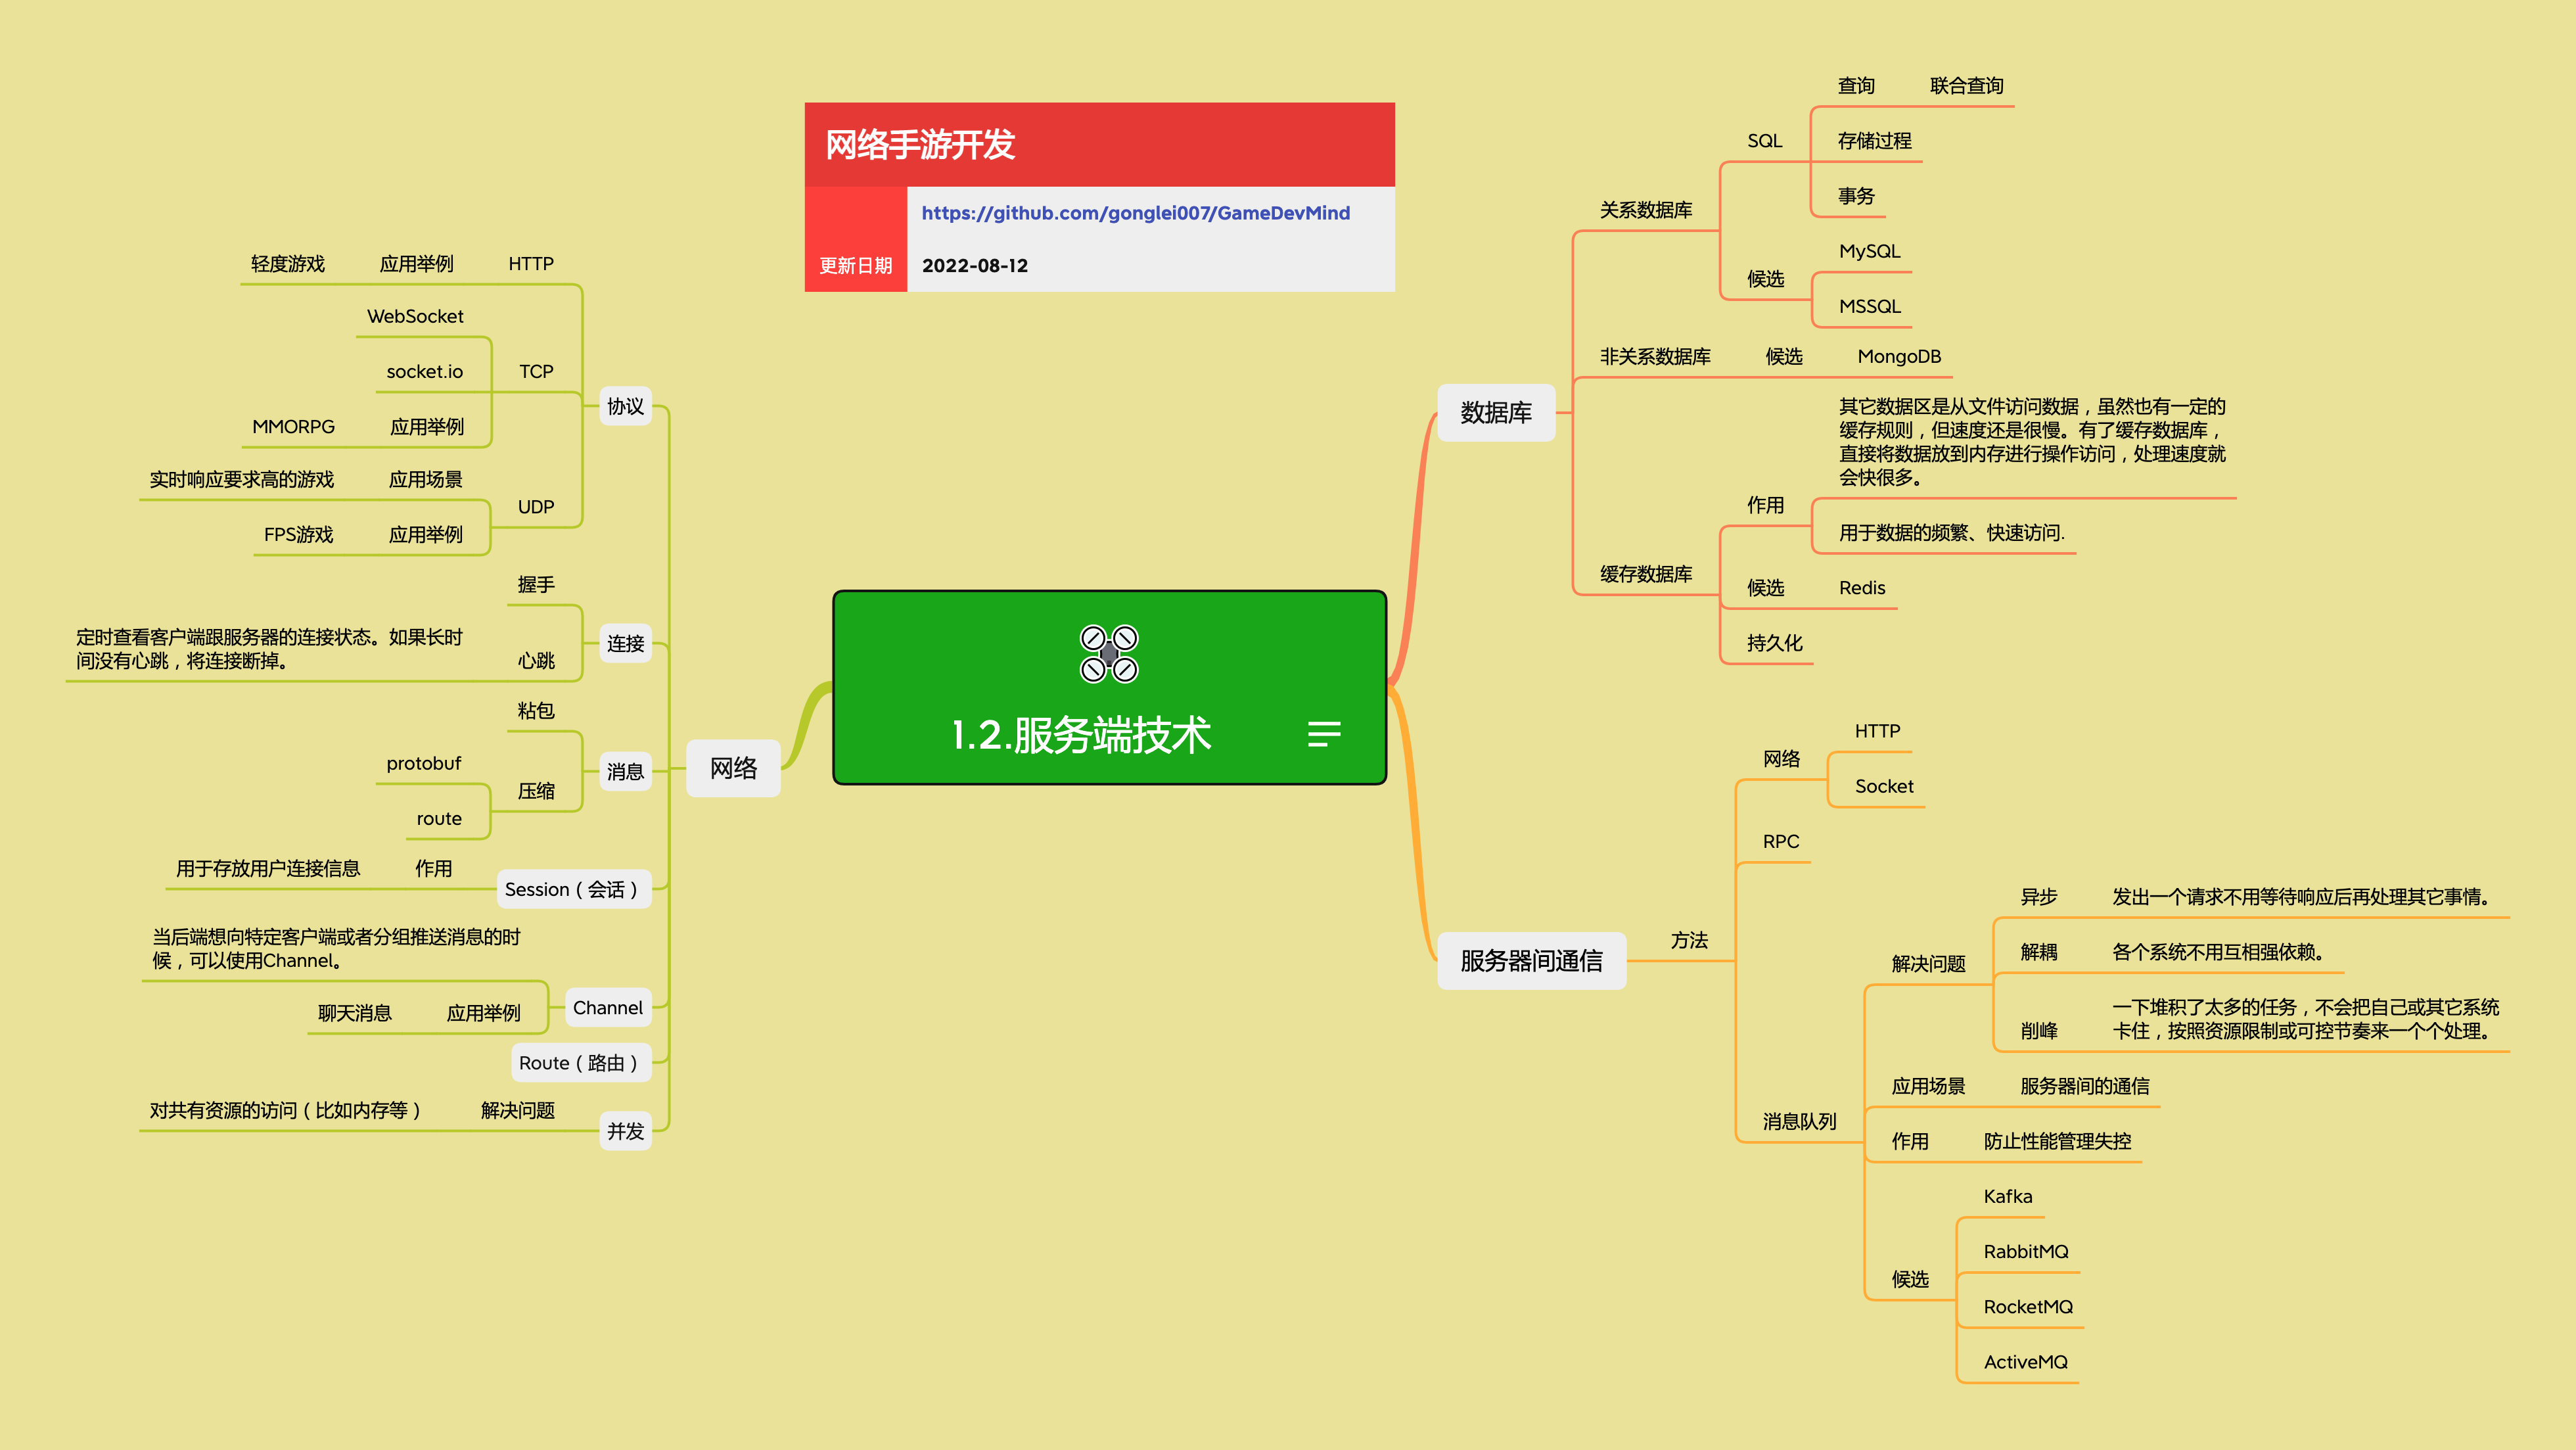 网络手游开发
https://github.com/gonglei007/GameDevMind
更新日期
2022-08-12
1.2.服务端技术
网络
协议
HTTP
应用举例
轻度游戏
TCP
WebSocket
socket.io
应用举例
MMORPG
UDP
应用场景
实时响应要求高的游戏
应用举例
FPS游戏
连接
握手
心跳
定时查看客户端跟服务器的连接状态。如果长时
间没有心跳，将连接断掉。
消息
粘包
压缩
protobuf
route
Session（会话）
作用
用于存放用户连接信息
Channel
当后端想向特定客户端或者分组推送消息的时
候，可以使用Channel。
应用举例
聊天消息
Route（路由）
并发
解决问题
对共有资源的访问（比如内存等）
数据库
关系数据库
SQL
查询
联合查询
存储过程
事务
候选
MySQL
MSSQL
非关系数据库
候选
MongoDB
缓存数据库
作用
其它数据区是从文件访问数据，虽然也有一定的
缓存规则，但速度还是很慢。有了缓存数据库，
直接将数据放到内存进行操作访问，处理速度就
会快很多。
用于数据的频繁、快速访问.
候选
Redis
持久化
服务器间通信
方法
网络
HTTP
Socket
RPC
消息队列
解决问题
异步
发出一个请求不用等待响应后再处理其它事情。
解耦
各个系统不用互相强依赖。
削峰
一下堆积了太多的任务，不会把自己或其它系统
卡住，按照资源限制或可控节奏来一个个处理。
应用场景
服务器间的通信
作用
防止性能管理失控
候选
Kafka
RabbitMQ
RocketMQ
ActiveMQ